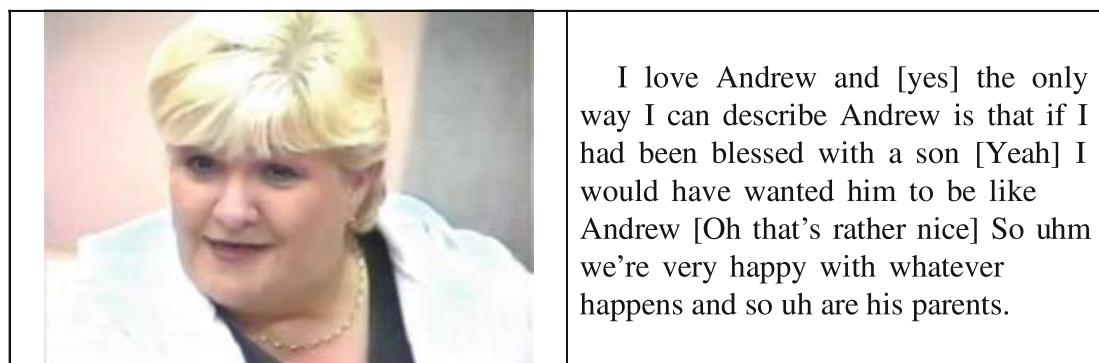 I love Andrew and [yes] the only
way I can describe Andrew is that if I
had been blessed with a son [Yeah] I
would have wanted him to be like
Andrew [Oh that’s rather nice] So uhm
we’re very happy with whatever
happens and so uh are his parents.